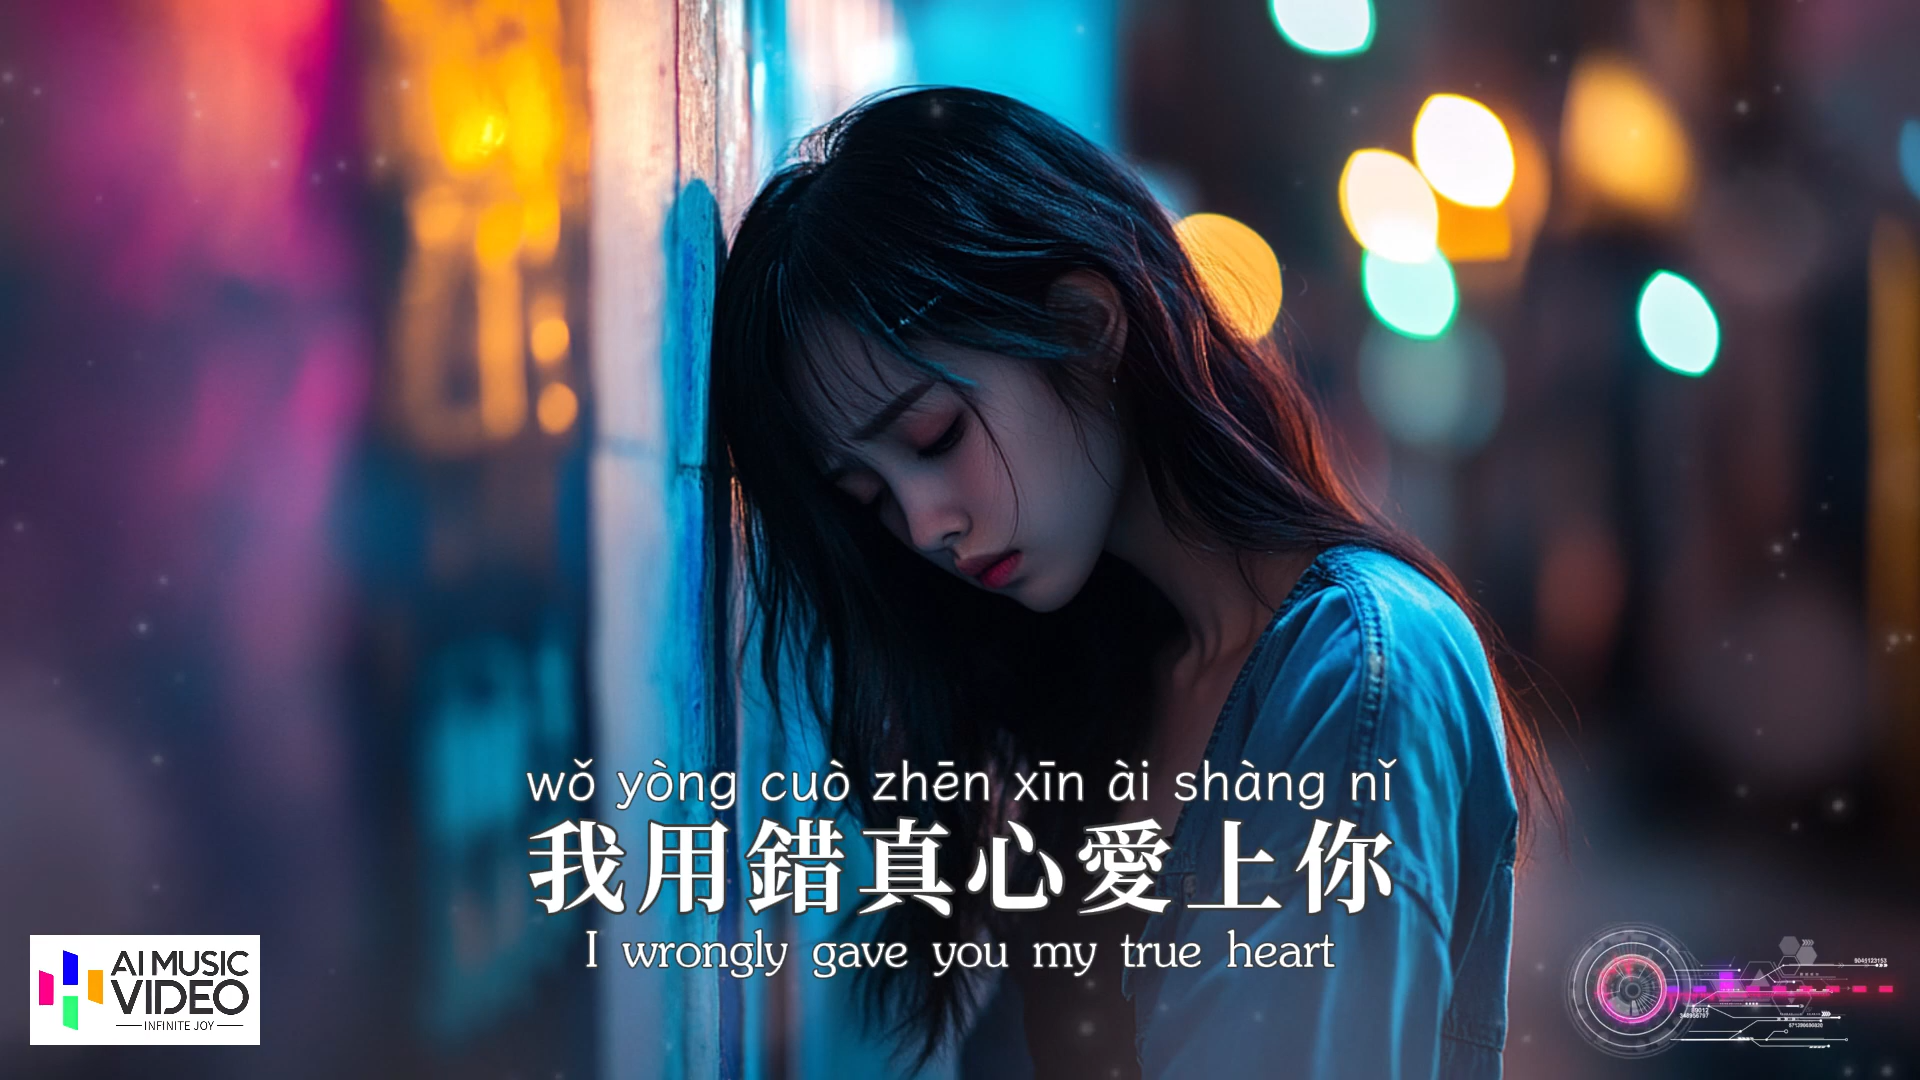 wǒ yòng cuò zhēn xīn ài shàng nǐ
我用錯真心愛上你
I wrongly gave you my true heart
AI MUSIC
VIDEO
INFINITE JOY
9045123153